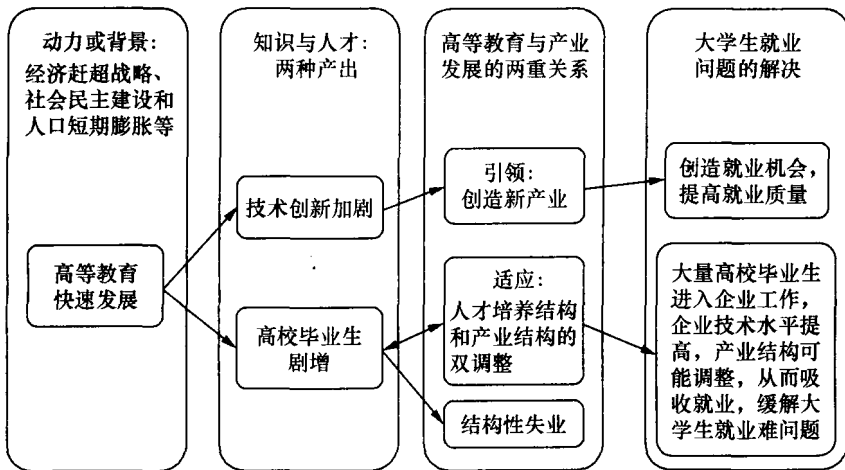 动力或背景：
经济赶超战略、
社会民主建设和
人口短期膨胀等
高等教育
快速发展
知识与人才：
两种产出
技术创新加剧
高校毕业生
剧增
高等教育与产业
发展的两重关系
引领：
创造新产业
适应：
人才培养结构
和产业结构的
双调整
结构性失业
大学生就业
问题的解决
创造就业机会，
提高就业质量
大量高校毕业生
进入企业工作，
企业技术水平提
高，产业结构可
能调整，从而吸
收就业，缓解大
学生就业难问题